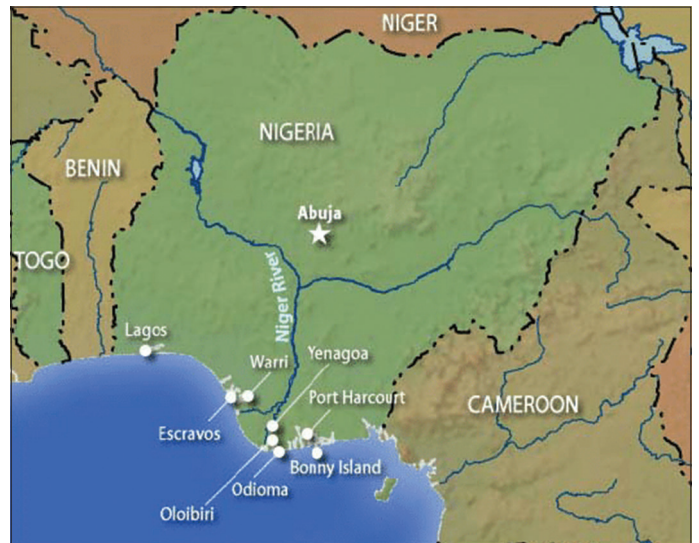 NIGER
NIGERIA
BENIN
Abuja
TOGO
Niger River
Lagos
Warri
Yenagoa
Port Harcourt
CAMEROON
Escravos
Bonny Island
Odioma
Oloibiri